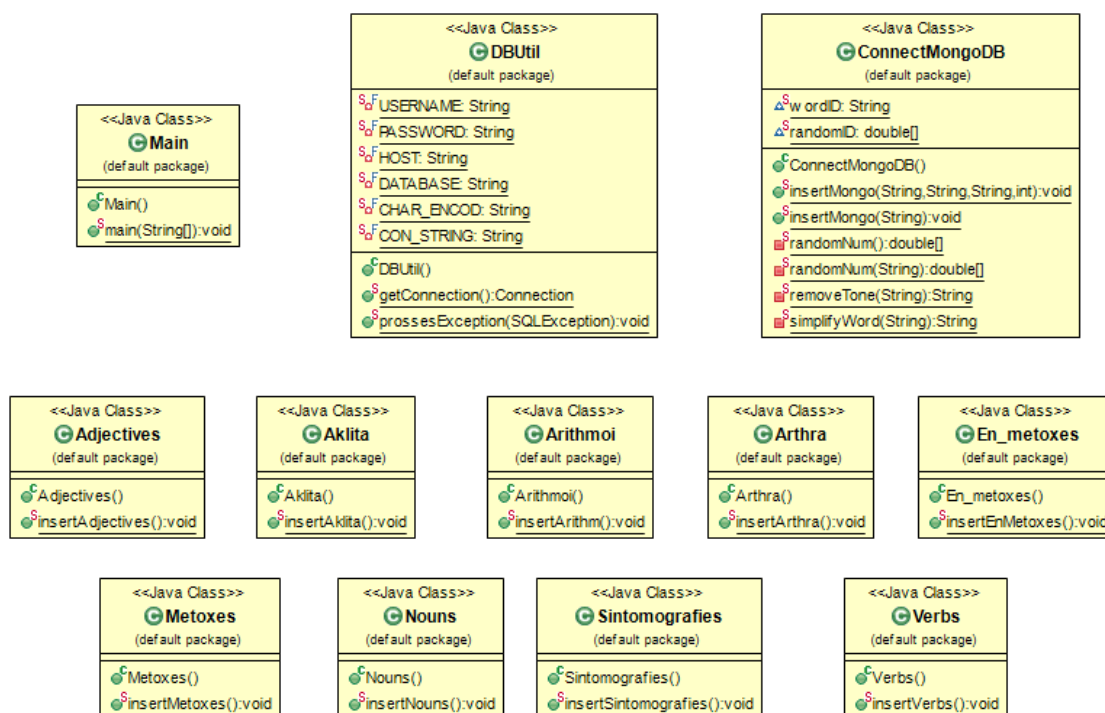 <<Java Class>>
Main
(default package)
Main()
main(String[]):void
<<Java Class>>
DBUtil
(default package)
USERNAME: String
PASSWORD: String
HOST: String
DATABASE: String
CHAR_ENCOD: String
CON_STRING: String
DBUtil()
getConnection():Connection
prossesException(SQLException):void
<<Java Class>>
ConnectMongoDB
(default package)
wordID: String
randomID: double[]
ConnectMongoDB()
insertMongo(String,String,String,int):void
insertMongo(String):void
randomNum():double[]
randomNum(String):double[]
removeTone(String):String
simplifyWord(String):String
<<Java Class>>
Adjectives
(default package)
Adjectives()
insertAdjectives():void
<<Java Class>>
Aklita
(default package)
Aklita()
insertAklita():void
<<Java Class>>
Arithmoi
(default package)
Arithmoi()
insertArithm():void
<<Java Class>>
Arthra
(default package)
Arthra()
insertArthra():void
<<Java Class>>
En_metoxes
(default package)
En_metoxes()
insertEnMetoxes():void
<<Java Class>>
Metoxes
(default package)
Metoxes()
insertMetoxes():void
<<Java Class>>
Nouns
(default package)
Nouns()
insertNouns():void
<<Java Class>>
Sintomografies
(default package)
Sintomografies()
insertSintomografies():void
<<Java Class>>
Verbs
(default package)
Verbs()
insertVerbs():void